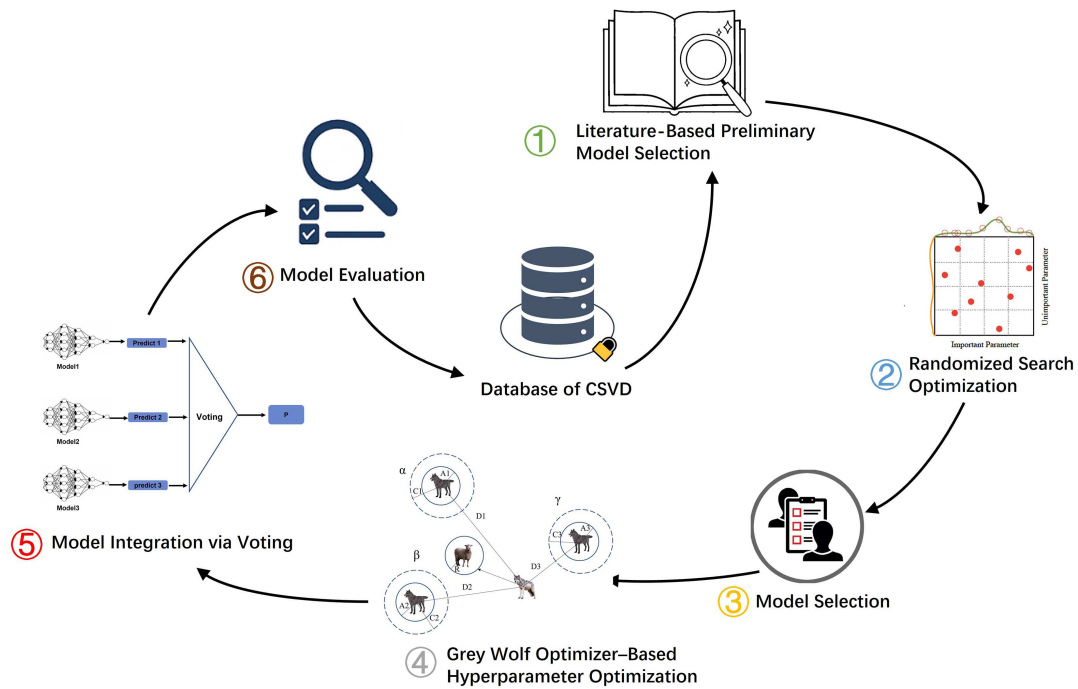 ①
Literature-Based Preliminary
Model Selection
Unimportant Parameter
Important Parameter
②
Randomized Search
Optimization
③
Model Selection
α
A1
C1
D1
γ
A3
C3
D3
β
R
D2
A2
C2
④
Grey Wolf Optimizer–Based
Hyperparameter Optimization
Model1
Predict 1
Model2
Predict 2
Model3
predict 3
Voting
P
⑤
Model Integration via Voting
⑥
Model Evaluation
Database of CSVD